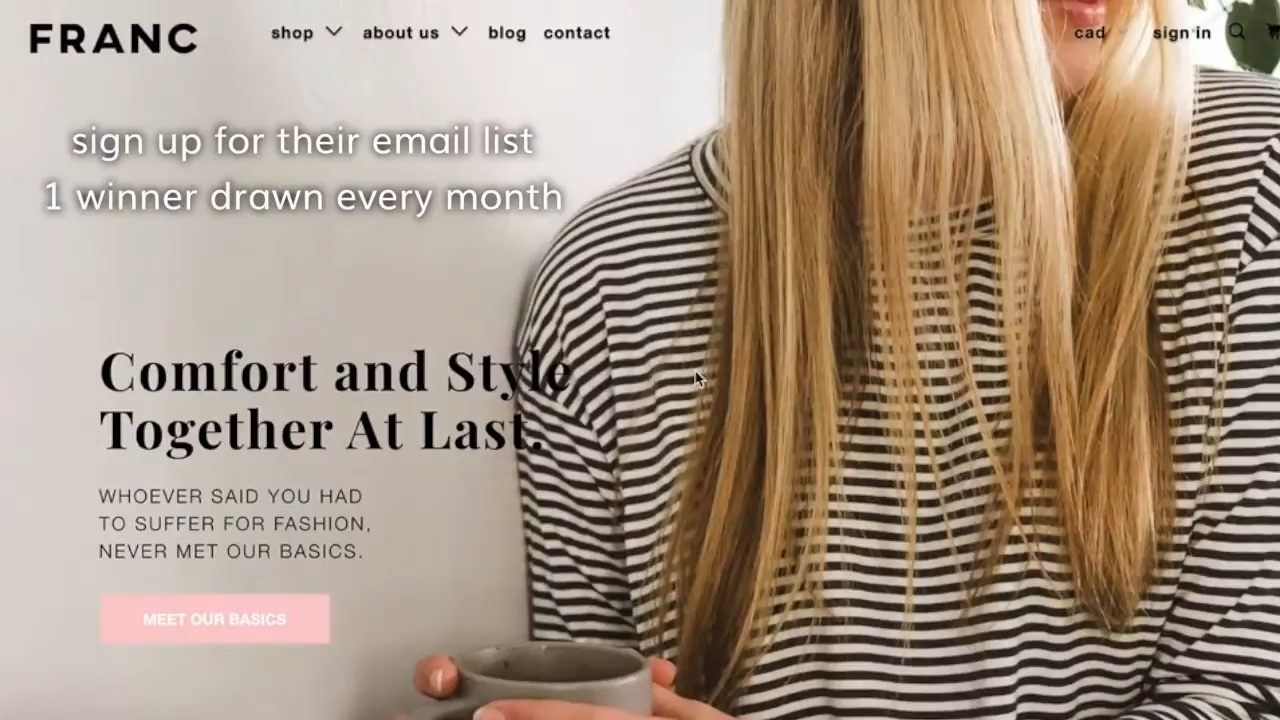 FRANC
shop about us blog contact cad sign in
sign up for their email list
1 winner drawn every month
Comfort and Style
Together At Last.
WHOEVER SAID YOU HAD
TO SUFFER FOR FASHION,
NEVER MET OUR BASICS.
MEET OUR BASICS